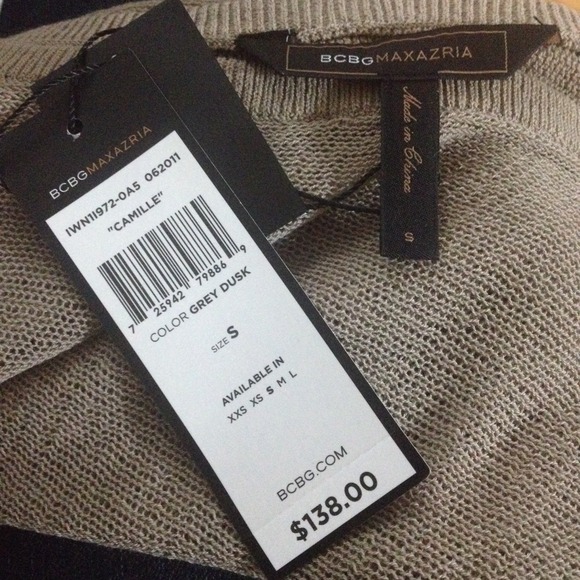 BCBGMAXAZRIA
Made in China
S
BCBGMAXAZRIA
IWN1I972-0A5 062011
"CAMILLE"
7 25942 79886 9
COLOR GREY DUSK
SIZE S
AVAILABLE IN
XXS XS S M L
BCBG.COM
$138.00